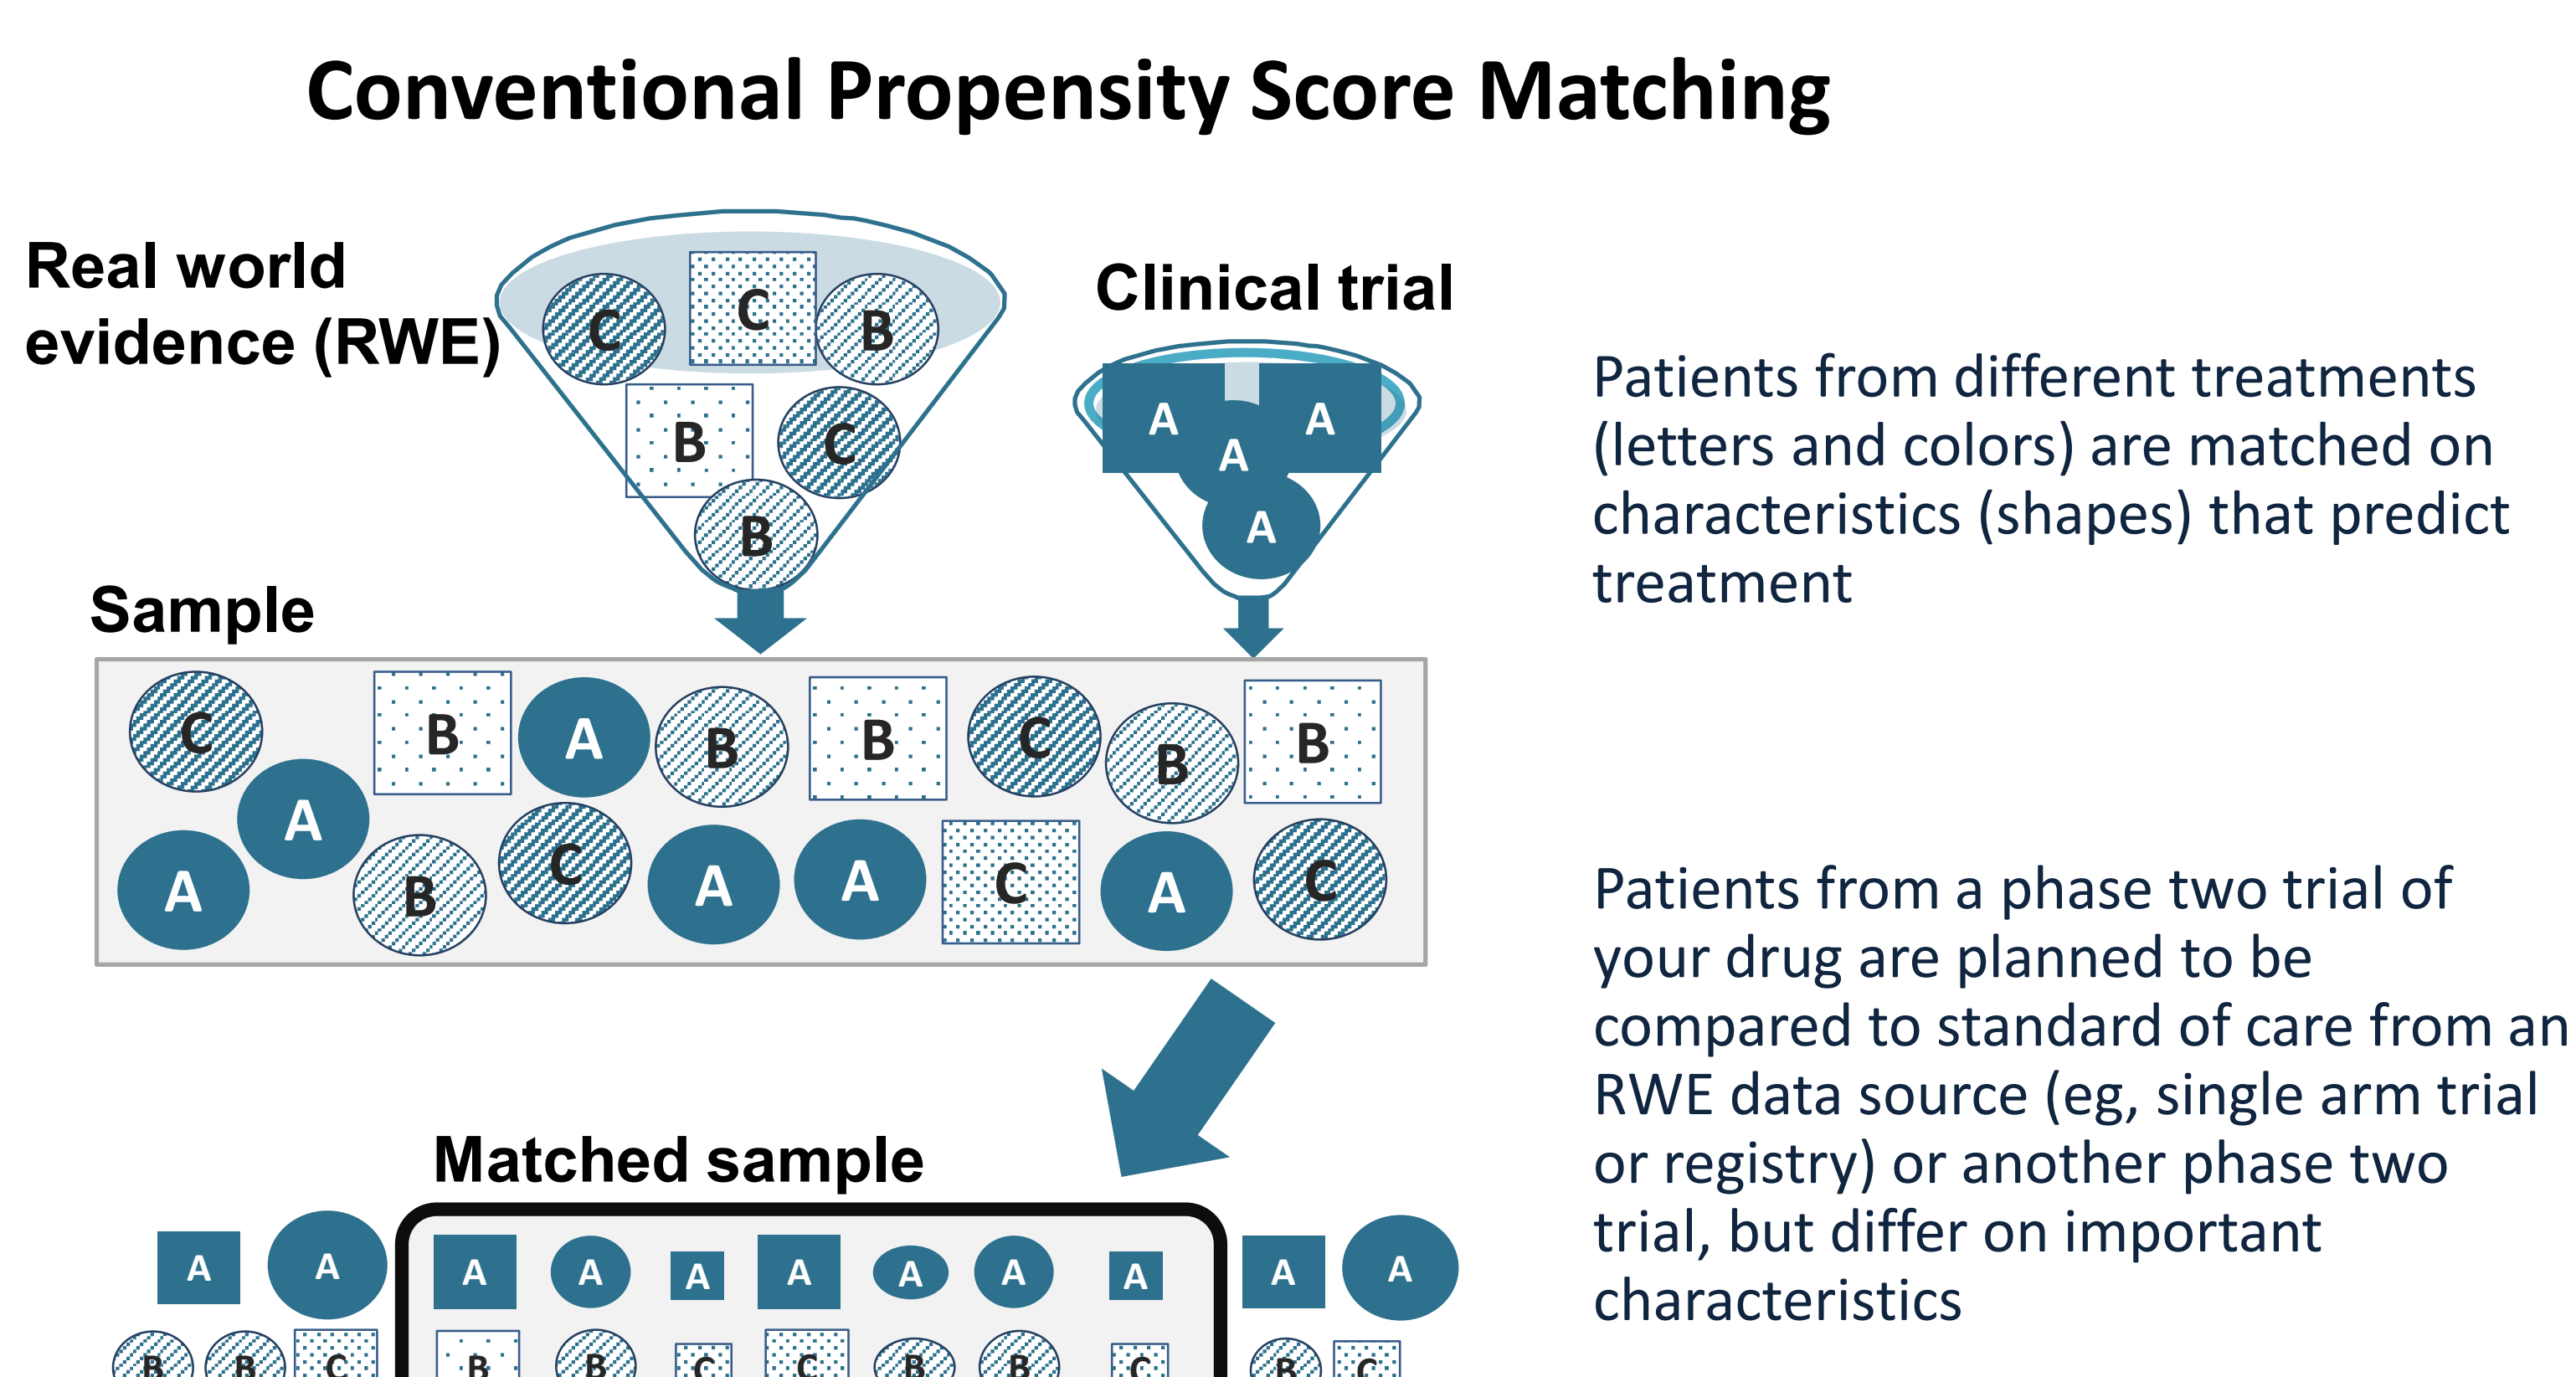 Conventional Propensity Score Matching
Real world
evidence (RWE)
C
C
B
B
C
B
Clinical trial
A
A
A
A
Patients from different treatments
(letters and colors) are matched on
characteristics (shapes) that predict
treatment
Sample
C
B
A
B
B
C
B
B
A
A
B
C
A
A
C
A
C
Patients from a phase two trial of
your drug are planned to be
compared to standard of care from an
RWE data source (eg, single arm trial
or registry) or another phase two
trial, but differ on important
characteristics
Matched sample
A A A A A A A A A A A
B B C B B C C B B C B C